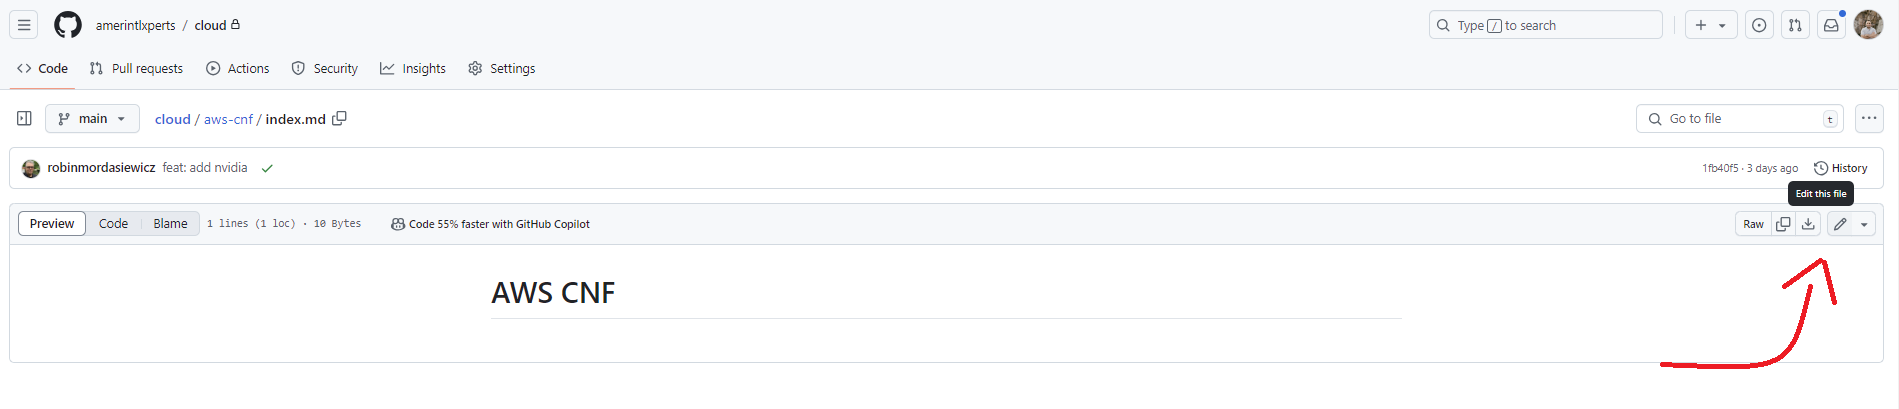 amerintlxperts / cloud
Type / to search
Code Pull requests Actions Security Insights Settings
main cloud / aws-cnf / index.md Go to file t
robinmordasiewicz feat: add nvidia 1fb40f5 · 3 days ago History
Edit this file
Preview Code Blame 1 lines (1 loc) · 10 Bytes Code 55% faster with GitHub Copilot Raw
AWS CNF